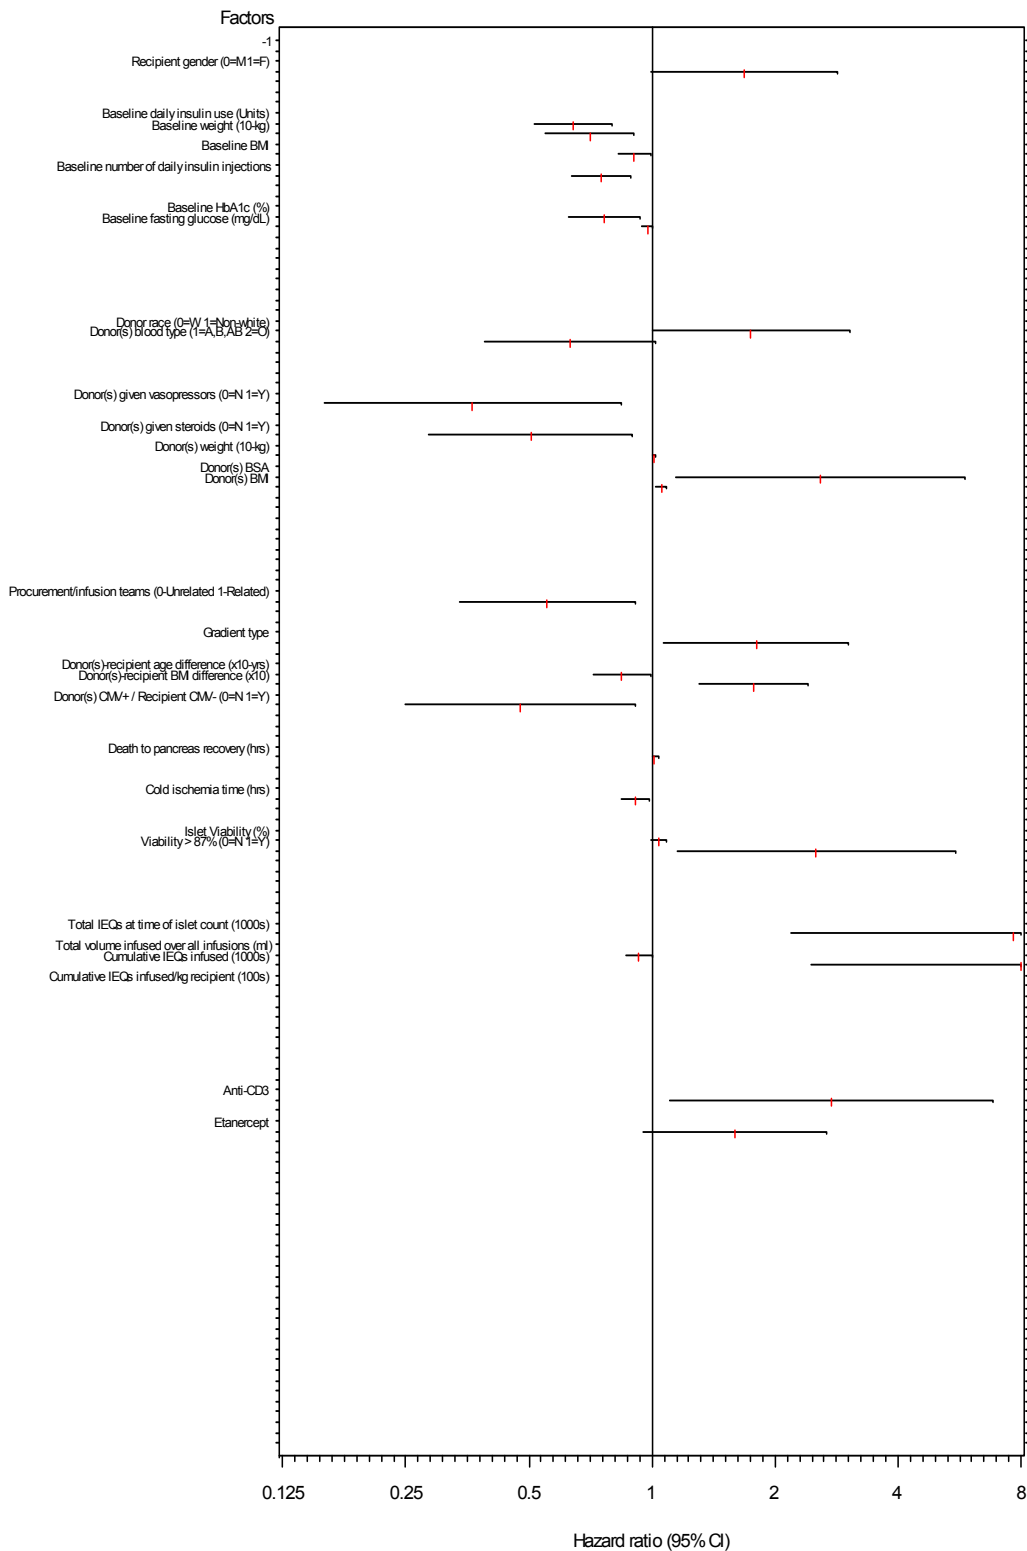 Factors
-1
Recipient gender (0=M1=F)
Baseline daily insulin use (Units)
Baseline weight (10-kg)
Baseline BMI
Baseline number of daily insulin injections
Baseline HbA1c (%)
Baseline fasting glucose (mg/dL)
Donor race (0=W 1=Non-white)
Donor(s) blood type (1=A,B,AB 2=O)
Donor(s) given vasopressors (0=N 1=Y)
Donor(s) given steroids (0=N 1=Y)
Donor(s) weight (10-kg)
Donor(s) BSA
Donor(s) BMI
Procurement/infusion teams (0-Unrelated 1-Related)
Gradient type
Donor(s)-recipient age difference (x10-yrs)
Donor(s)-recipient BMI difference (x10)
Donor(s) CMV+ / Recipient CMV- (0=N 1=Y)
Death to pancreas recovery (hrs)
Cold ischemia time (hrs)
Islet Viability (%)
Viability > 87% (0=N 1=Y)
Total IEQs at time of islet count (1000s)
Total volume infused over all infusions (ml)
Cumulative IEQs infused (1000s)
Cumulative IEQs infused/kg recipient (100s)
Anti-CD3
Etanercept
0.125 0.25 0.5 1 2 4 8
Hazard ratio (95% CI)